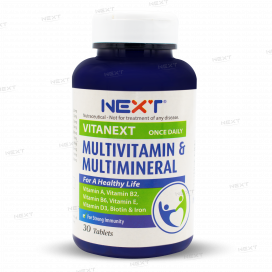 NEXT®
Nutraceutical - Not for treatment of any disease
VITANEXT
ONCE DAILY
MULTIVITAMIN &
MULTIMINERAL
For A Healthy Life
Vitamin A, Vitamin B2,
Vitamin B6, Vitamin E,
Vitamin D3, Biotin & Iron
For Strong Immunity
30 Tablets